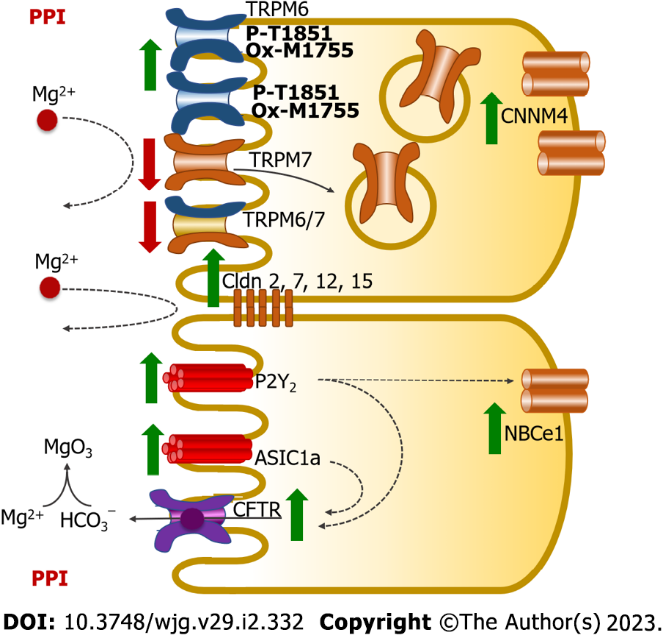 PPI
TRPM6
P-T1851
Ox-M1755
P-T1851
Ox-M1755
Mg²⁺
CNNM4
TRPM7
TRPM6/7
Mg²⁺
Cldn 2, 7, 12, 15
P2Y₂
NBCe1
ASIC1a
MgO₃
CFTR
Mg²⁺
HCO₃⁻
PPI
DOI: 10.3748/wjg.v29.i2.332 Copyright ©The Author(s) 2023.